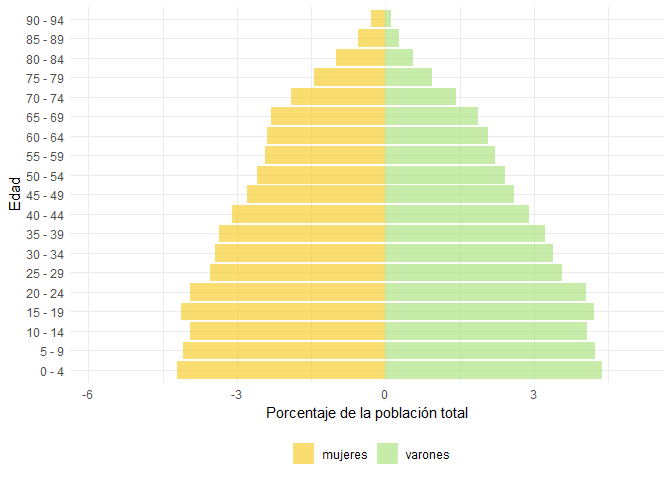 90 - 94
85 - 89
80 - 84
75 - 79
70 - 74
65 - 69
60 - 64
55 - 59
50 - 54
45 - 49
40 - 44
35 - 39
30 - 34
25 - 29
20 - 24
15 - 19
10 - 14
5 - 9
0 - 4
Edad
-6 -3 0 3
Porcentaje de la población total
mujeres varones